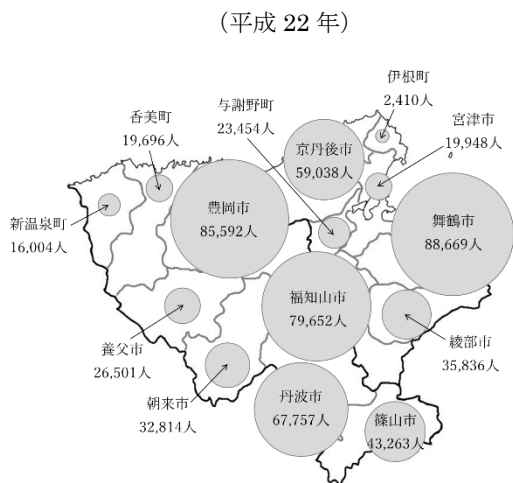 （平成 22 年）
伊根町
2,410人
香美町
19,696人
与謝野町
23,454人
宮津市
19,948人
京丹後市
59,038人
新温泉町
16,004人
豊岡市
85,592人
舞鶴市
88,669人
福知山市
79,652人
養父市
26,501人
綾部市
35,836人
朝来市
32,814人
丹波市
67,757人
篠山市
43,263人